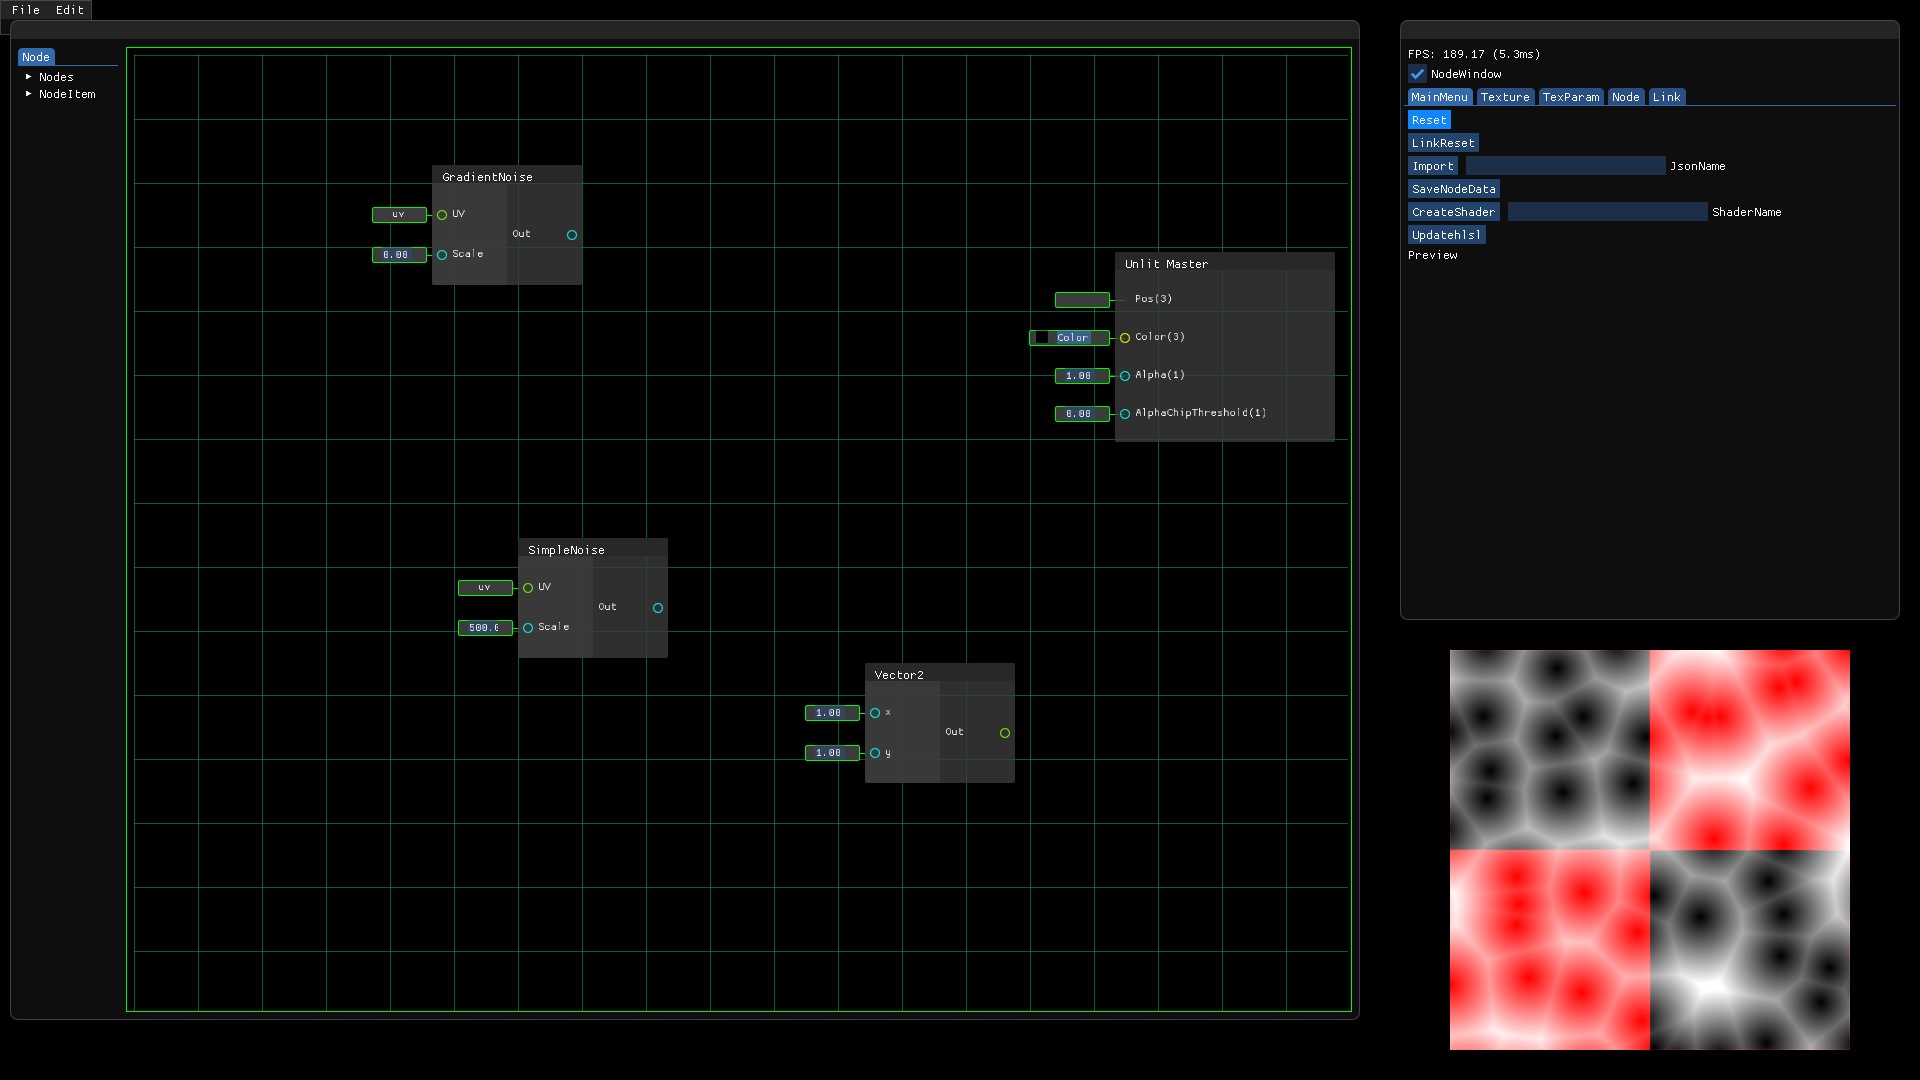 File Edit
Node
Nodes
NodeItem
GradientNoise
uv UV
Out
0.00 Scale
Unlit Master
Pos(3)
Color Color(3)
1.00 Alpha(1)
0.00 AlphaChipThreshold(1)
SimpleNoise
uv UV
Out
500.0 Scale
Vector2
1.00 x
Out
1.00 y
FPS: 189.17 (5.3ms)
NodeWindow
MainMenu Texture TexParam Node Link
Reset
LinkReset
Import JsonName
SaveNodeData
CreateShader ShaderName
Updatehlsl
Preview